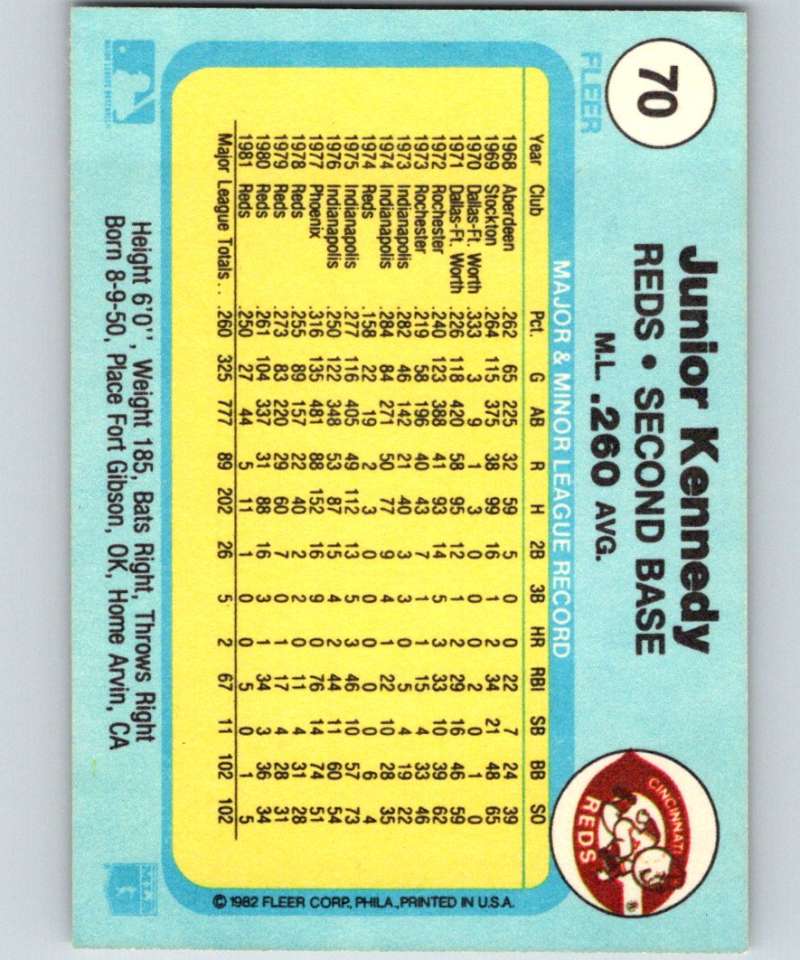 70
FLEER
Junior Kennedy
REDS • SECOND BASE
M.L. .260 AVG.
CINCINNATI
REDS
®
MAJOR & MINOR LEAGUE RECORD
Year Club Pct. G AB R H 2B 3B HR RBI SB BB SO
1968 Aberdeen .262 65 225 32 59 5 0 0 22 7 24 39
1969 Stockton .264 115 375 38 99 16 1 2 34 21 48 65
1970 Dallas-Ft. Worth .333 3 9 1 3 0 0 0 2 0 1 0
1971 Dallas-Ft. Worth .226 118 420 58 95 12 1 2 29 16 46 59
1972 Rochester .240 123 388 41 93 14 5 3 33 10 39 62
1973 Rochester .219 58 196 40 43 7 1 1 15 4 33 46
1973 Indianapolis .282 46 142 21 40 3 3 0 5 4 19 22
1974 Indianapolis .284 84 271 50 77 9 4 1 22 10 28 35
1974 Reds .158 22 19 2 3 0 0 0 0 0 6 4
1975 Indianapolis .277 116 405 49 112 13 5 3 46 10 57 73
1976 Indianapolis .250 122 348 53 87 15 4 2 44 11 60 54
1977 Phoenix .316 135 481 88 152 16 9 0 76 14 74 51
1978 Reds .255 89 157 22 40 2 2 0 11 4 31 28
1979 Reds .273 83 220 29 60 7 0 1 17 4 28 31
1980 Reds .261 104 337 31 88 16 3 1 34 3 36 34
1981 Reds .250 27 44 5 11 1 0 0 5 0 1 5
Major League Totals . . .260 325 777 89 202 26 5 2 67 11 102 102
© 1982 FLEER CORP., PHILA., PRINTED IN U.S.A.
Height 6'0", Weight 185, Bats Right, Throws Right
Born 8-9-50, Place Fort Gibson, OK, Home Arvin, CA